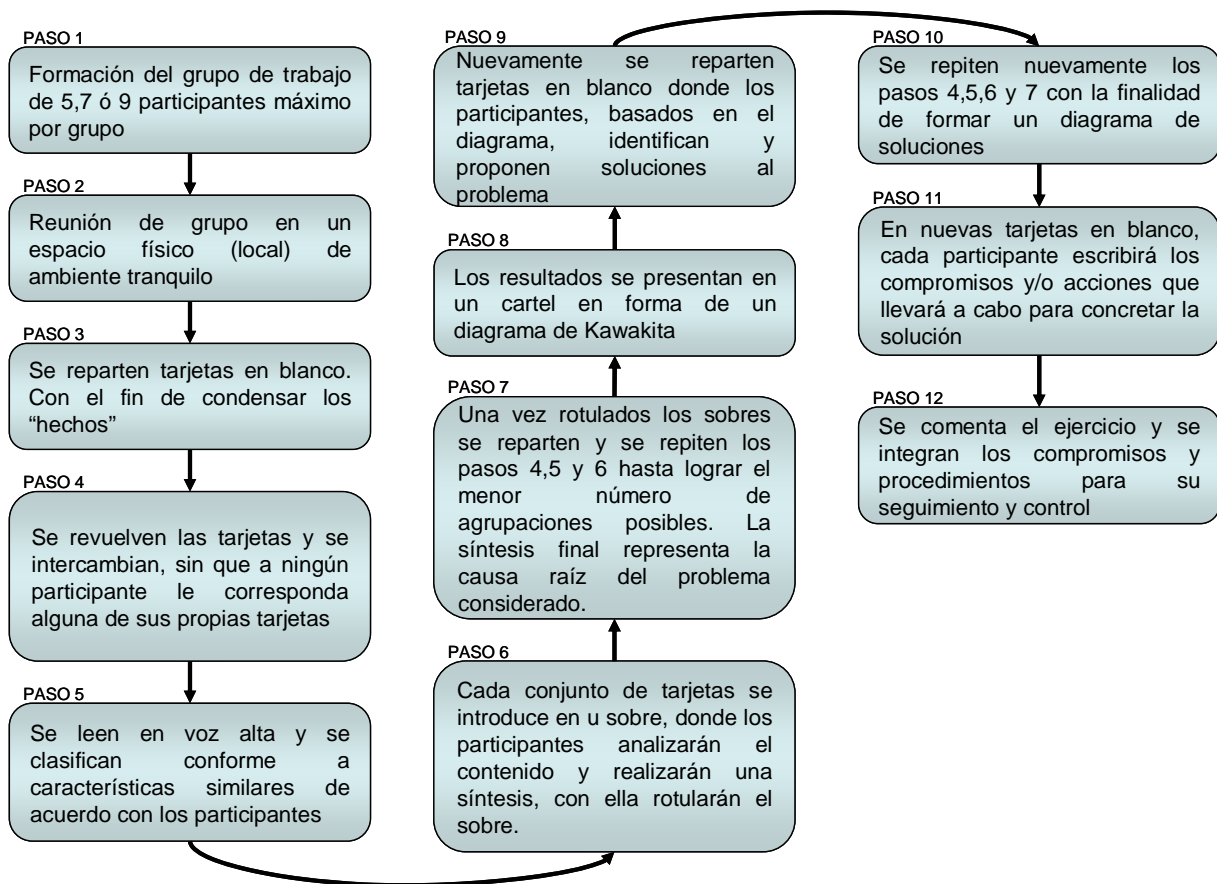 PASO 1
Formación del grupo de trabajo
de 5,7 ó 9 participantes máximo
por grupo
PASO 2
Reunión de grupo en un
espacio físico (local) de
ambiente tranquilo
PASO 3
Se reparten tarjetas en blanco.
Con el fin de condensar los
“hechos”
PASO 4
Se revuelven las tarjetas y se
intercambian, sin que a ningún
participante le corresponda
alguna de sus propias tarjetas
PASO 5
Se leen en voz alta y se
clasifican conforme a
características similares de
acuerdo con los participantes
PASO 6
Cada conjunto de tarjetas se
introduce en u sobre, donde los
participantes analizarán el
contenido y realizarán una
síntesis, con ella rotularán el
sobre.
PASO 7
Una vez rotulados los sobres
se reparten y se repiten los
pasos 4,5 y 6 hasta lograr el
menor número de
agrupaciones posibles. La
síntesis final representa la
causa raíz del problema
considerado.
PASO 8
Los resultados se presentan en
un cartel en forma de un
diagrama de Kawakita
PASO 9
Nuevamente se reparten
tarjetas en blanco donde los
participantes, basados en el
diagrama, identifican y
proponen soluciones al
problema
PASO 10
Se repiten nuevamente los
pasos 4,5,6 y 7 con la finalidad
de formar un diagrama de
soluciones
PASO 11
En nuevas tarjetas en blanco,
cada participante escribirá los
compromisos y/o acciones que
llevará a cabo para concretar la
solución
PASO 12
Se comenta el ejercicio y se
integran los compromisos y
procedimientos para su
seguimiento y control